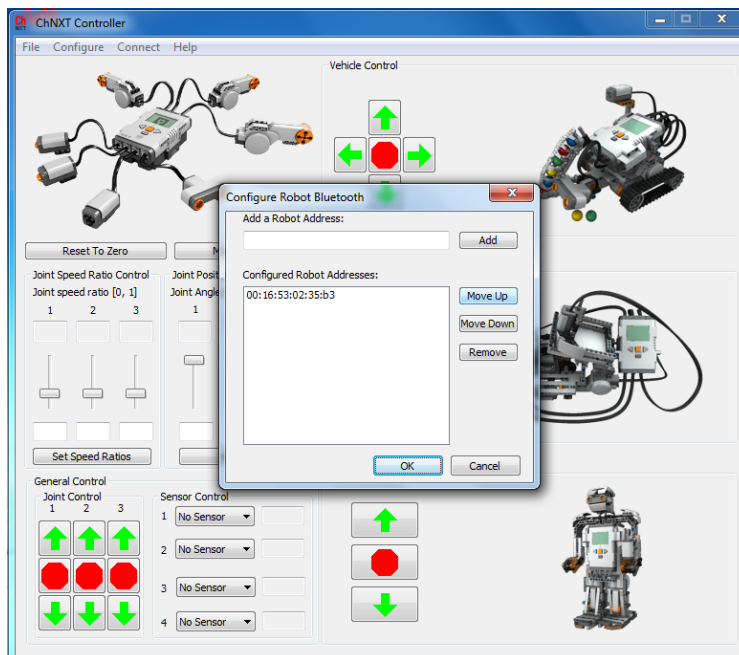 ChNXT Controller
File Configure Connect Help
Vehicle Control
Configure Robot Bluetooth
Add a Robot Address:
Add
Configured Robot Addresses:
00:16:53:02:35:b3
Move Up
Move Down
Remove
OK
Cancel
Reset To Zero
Joint Speed Ratio Control
Joint speed ratio [0, 1]
1 2 3
Set Speed Ratios
Joint
1
General Control
Joint Control
1 2 3
Sensor Control
1 No Sensor
2 No Sensor
3 No Sensor
4 No Sensor